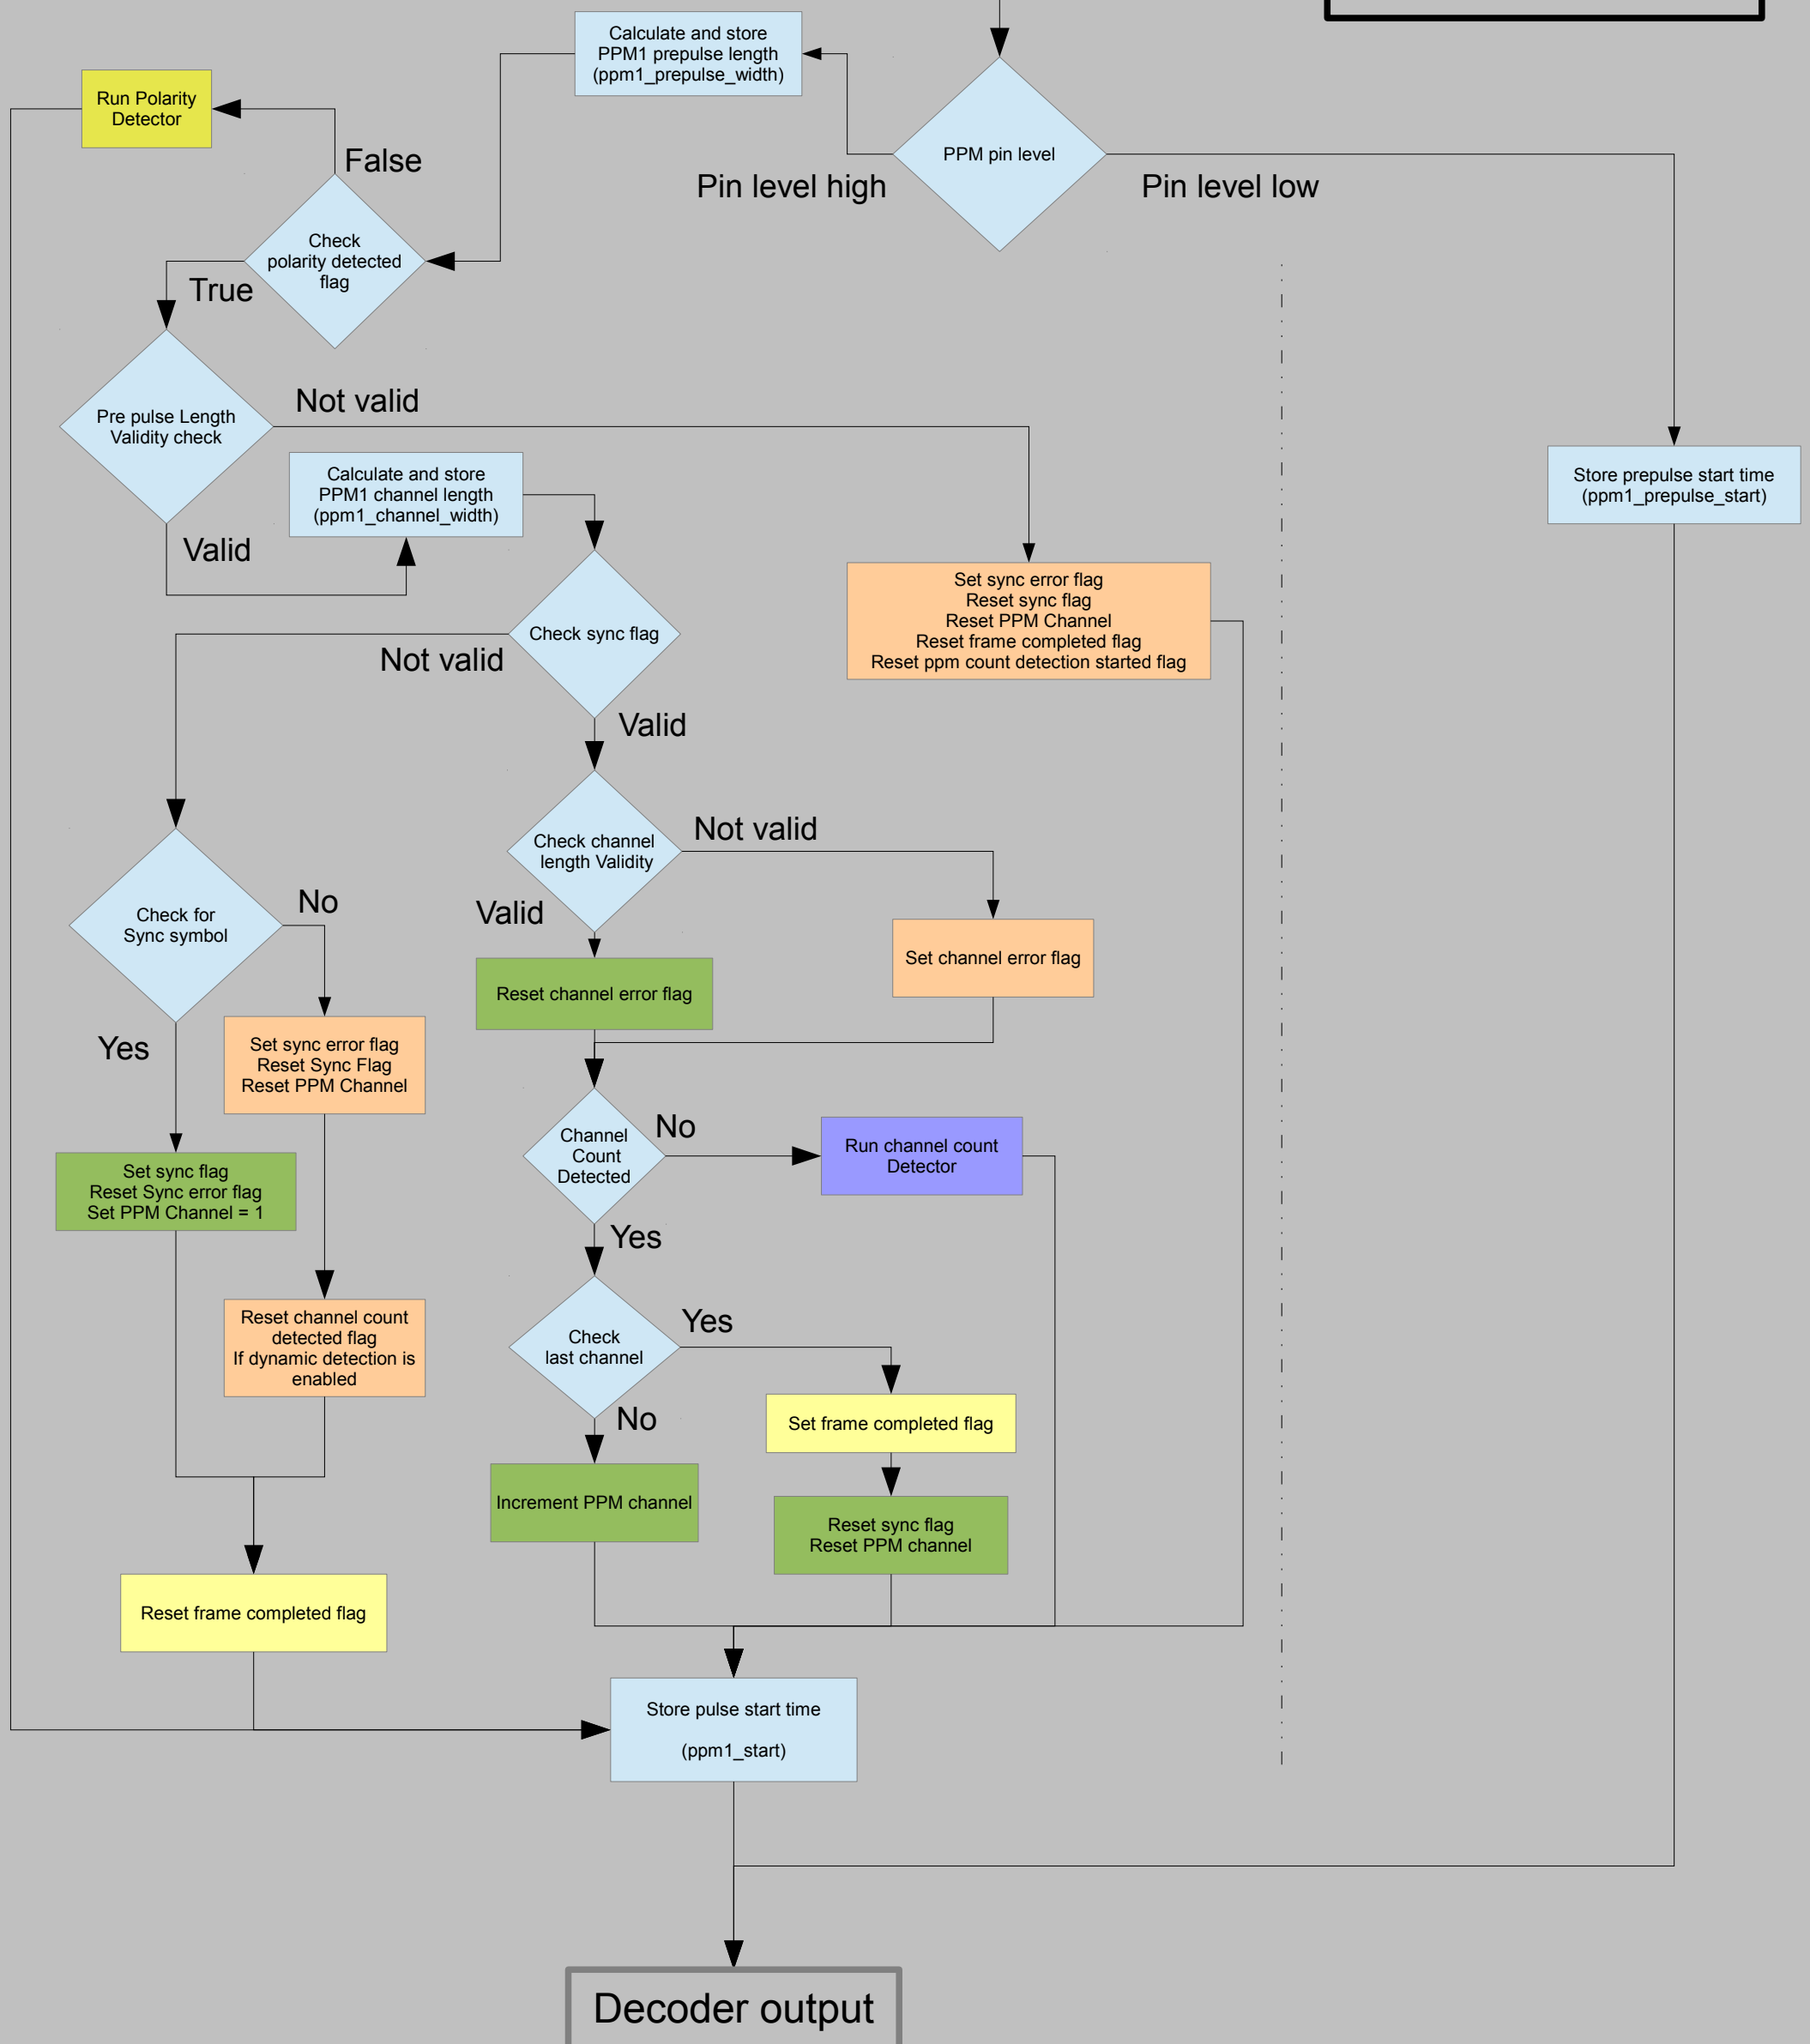 Calculate and store
PPM1 prepulse length
(ppm1_prepulse_width)
Run Polarity
Detector
False
PPM pin level
Pin level high
Pin level low
Check
polarity detected
flag
True
Not valid
Pre pulse Length
Validity check
Calculate and store
PPM1 channel length
(ppm1_channel_width)
Store prepulse start time
(ppm1_prepulse_start)
Valid
Set sync error flag
Reset sync flag
Reset PPM Channel
Reset frame completed flag
Reset ppm count detection started flag
Check sync flag
Not valid
Valid
Check channel
length Validity
Not valid
Valid
Check for
Sync symbol
No
Set channel error flag
Reset channel error flag
Yes
Set sync error flag
Reset Sync Flag
Reset PPM Channel
Channel
Count
Detected
No
Run channel count
Detector
Set sync flag
Reset Sync error flag
Set PPM Channel = 1
Yes
Reset channel count
detected flag
If dynamic detection is
enabled
Check
last channel
Yes
No
Set frame completed flag
Increment PPM channel
Reset sync flag
Reset PPM channel
Reset frame completed flag
Store pulse start time
(ppm1_start)
Decoder output